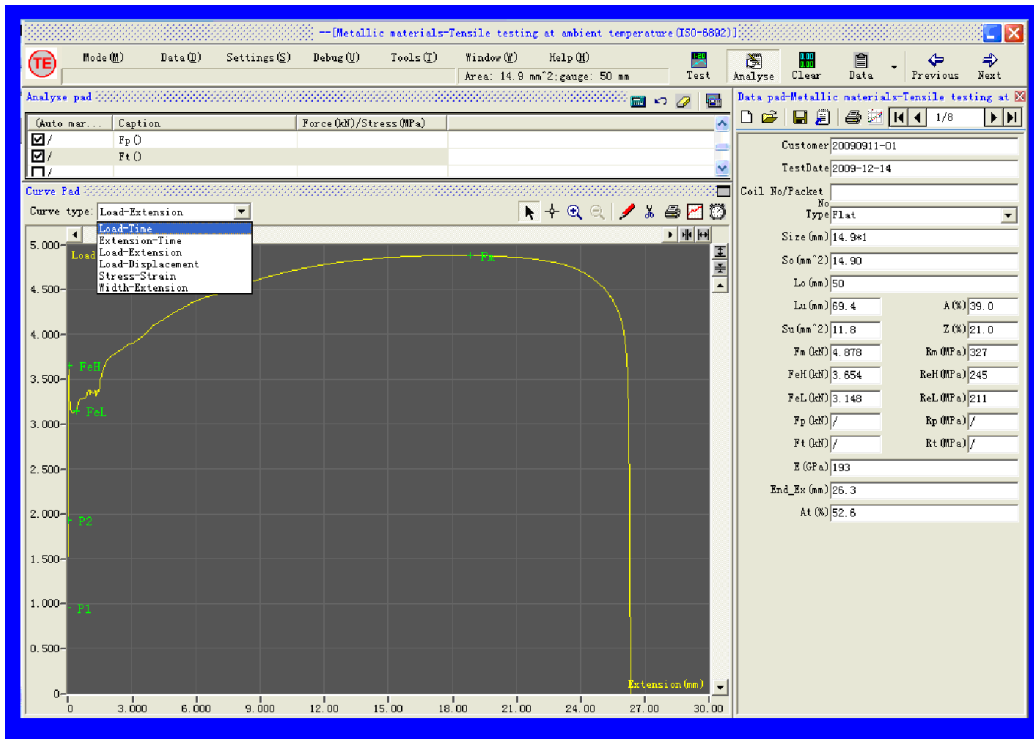 --[Metallic materials-Tensile testing at ambient temperature(ISO-6892)]
TE
Mode(M) Data(D) Settings(S) Debug(U) Tools(T) Window(W) Help(H)
Area: 14.9 mm^2;gauge: 50 mm
Test Analyse Clear Data Previous Next
Analyse pad
(Auto mar... Caption Force(kN)/Stress(MPa)
/ Fp()
/ Ft()
/
Curve Pad
Curve type: Load-Extension
Load-Time
Extension-Time
Load-Extension
Load-Displacement
Stress-Strain
Width-Extension
Load
5.000
4.500
4.000
3.500
3.000
2.500
2.000
1.500
1.000
0.500
0
Fm
FeH
FeL
P2
P1
Extension(mm)
0 3.000 6.000 9.000 12.00 15.00 18.00 21.00 24.00 27.00 30.00
Data pad-Metallic materials-Tensile testing at
1/8
Customer 20090911-01
TestDate 2009-12-14
Coil No/Packet
No
Type Flat
Size(mm) 14.9*1
So(mm^2) 14.90
Lo(mm) 50
Lu(mm) 69.4 A(%) 39.0
Su(mm^2) 11.8 Z(%) 21.0
Fm(kN) 4.878 Rm(MPa) 327
FeH(kN) 3.654 ReH(MPa) 245
FeL(kN) 3.148 ReL(MPa) 211
Fp(kN) / Rp(MPa) /
Ft(kN) / Rt(MPa) /
E(GPa) 193
End_Ex(mm) 26.3
At(%) 52.6